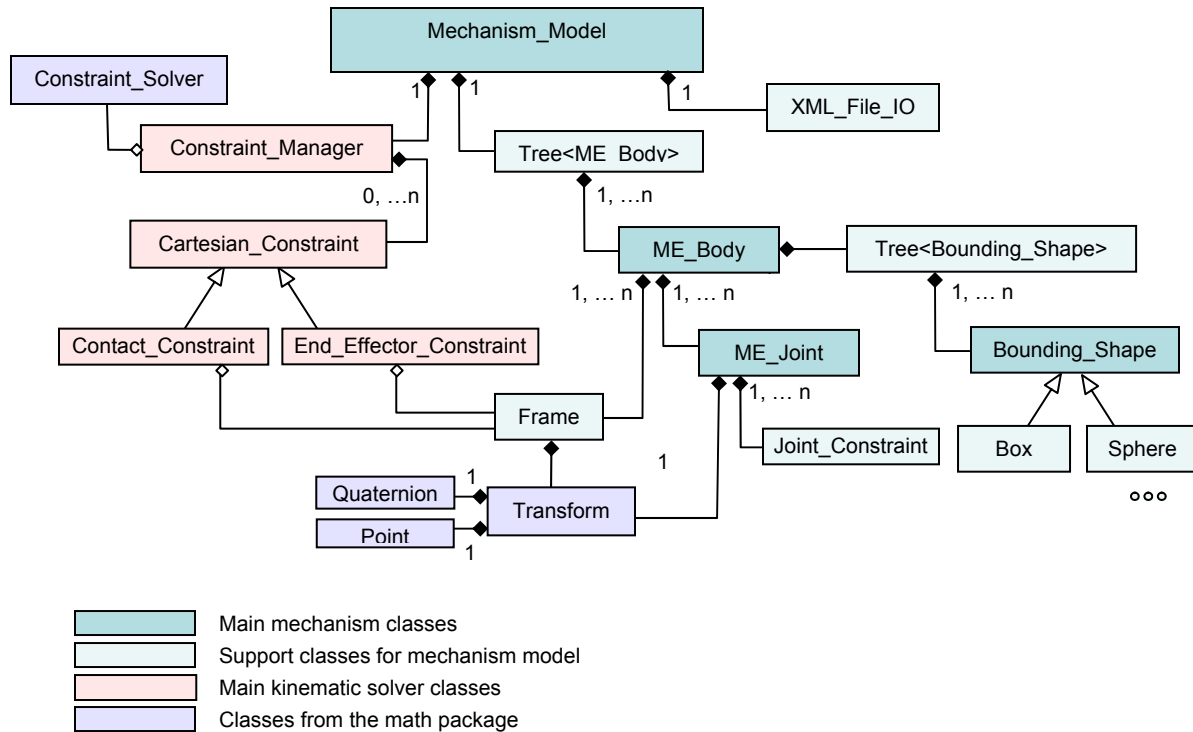 Mechanism_Model
Constraint_Solver
1
1
1
XML_File_IO
Constraint_Manager
Tree<ME_Body>
0, …n
1, …n
Cartesian_Constraint
ME_Body
Tree<Bounding_Shape>
1, … n
1, … n
1, … n
Contact_Constraint
End_Effector_Constraint
ME_Joint
Bounding_Shape
1, … n
Frame
Joint_Constraint
Box
Sphere
1
1
Quaternion
Transform
Point
1
Main mechanism classes
Support classes for mechanism model
Main kinematic solver classes
Classes from the math package